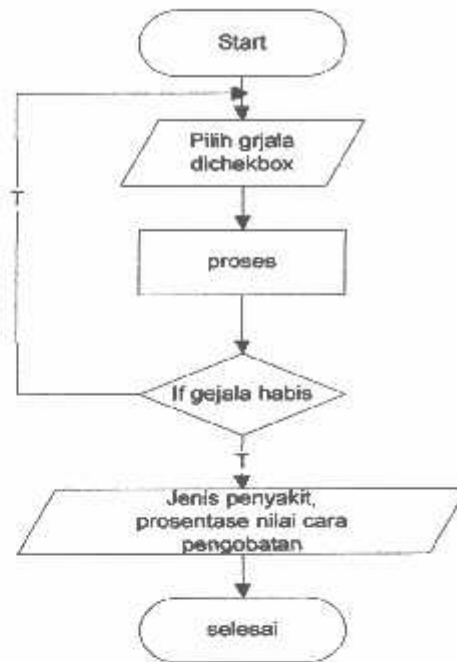 Start
Pilih grjala
dichekbox
T
proses
If gejala habis
T
Jenis penyakit,
prosentase nilai cara
pengobatan
selesai